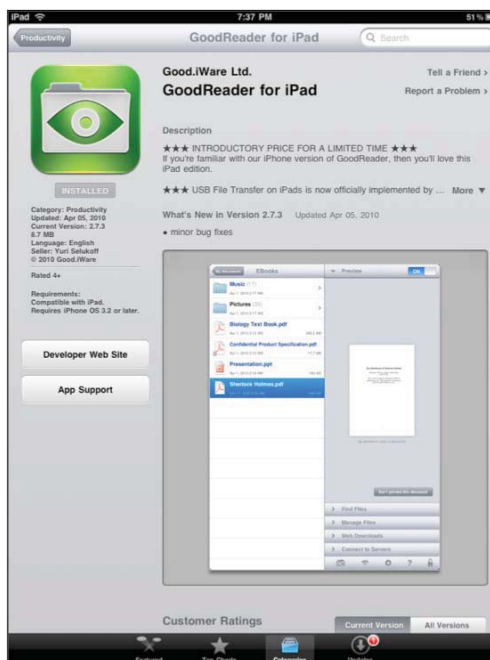 iPad
7:37 PM
51 %
Productivity
GoodReader for iPad
Search
Good.iWare Ltd.
GoodReader for iPad
Tell a Friend >
Report a Problem >
Description
★★★ INTRODUCTORY PRICE FOR A LIMITED TIME ★★★
If you're familiar with our iPhone version of GoodReader, then you'll love this
iPad edition.
★★★ USB File Transfer on iPads is now officially implemented by ... More ▼
What's New in Version 2.7.3 Updated Apr 05, 2010
• minor bug fixes
INSTALLED
Category: Productivity
Updated: Apr 05, 2010
Current Version: 2.7.3
8.7 MB
Language: English
Seller: Yuri Selukoff
© 2010 Good.iWare
Rated 4+
Requirements:
Compatible with iPad.
Requires iPhone OS 3.2 or later.
Developer Web Site
App Support
EBooks
Preview
ON
Music
Pictures
Biology Text Book.pdf
Confidential Product Specification.pdf
Presentation.ppt
Sherlock Holmes.pdf
Find Files
Manage Files
Web Downloads
Connect to Servers
Customer Ratings
Current Version
All Versions
Featured
Top Charts
Categories
Updates